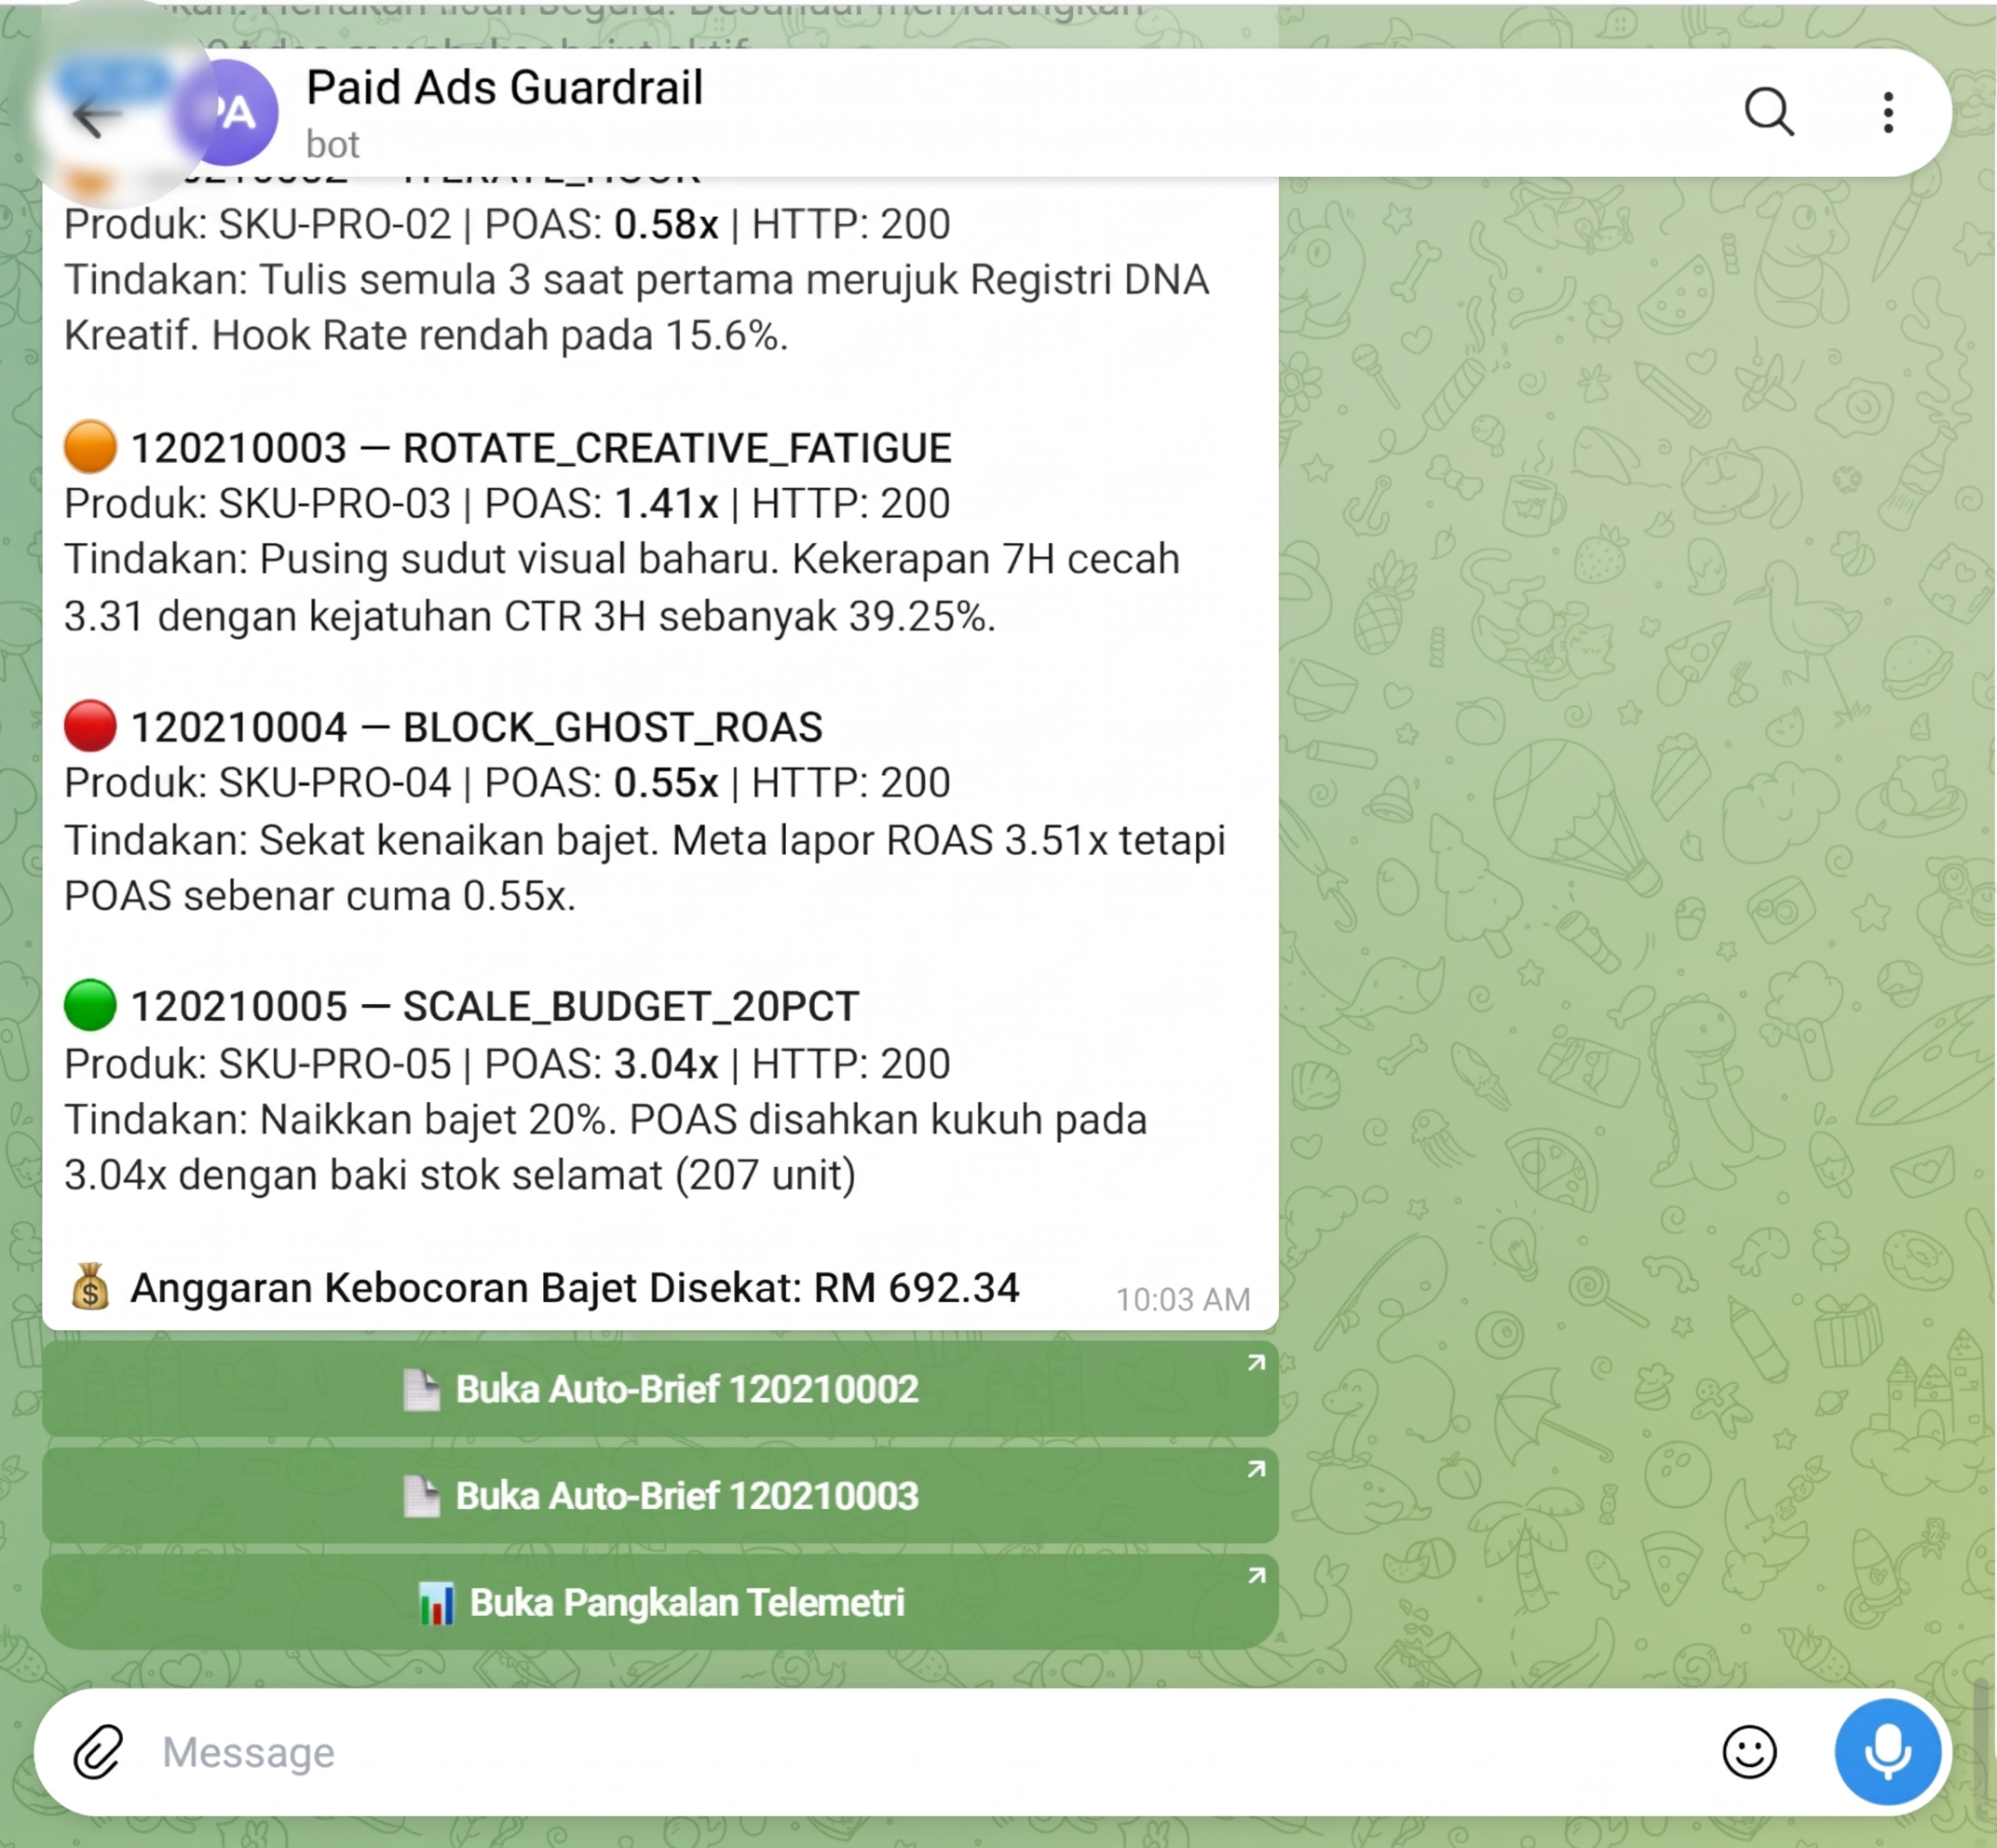 Paid Ads Guardrail
bot
Produk: SKU-PRO-02 | POAS: 0.58x | HTTP: 200
Tindakan: Tulis semula 3 saat pertama merujuk Registri DNA
Kreatif. Hook Rate rendah pada 15.6%.
🟠 120210003 — ROTATE_CREATIVE_FATIGUE
Produk: SKU-PRO-03 | POAS: 1.41x | HTTP: 200
Tindakan: Pusing sudut visual baharu. Kekerapan 7H cecah
3.31 dengan kejatuhan CTR 3H sebanyak 39.25%.
🔴 120210004 — BLOCK_GHOST_ROAS
Produk: SKU-PRO-04 | POAS: 0.55x | HTTP: 200
Tindakan: Sekat kenaikan bajet. Meta lapor ROAS 3.51x tetapi
POAS sebenar cuma 0.55x.
🟢 120210005 — SCALE_BUDGET_20PCT
Produk: SKU-PRO-05 | POAS: 3.04x | HTTP: 200
Tindakan: Naikkan bajet 20%. POAS disahkan kukuh pada
3.04x dengan baki stok selamat (207 unit)
💰 Anggaran Kebocoran Bajet Disekat: RM 692.34
10:03 AM
📄 Buka Auto-Brief 120210002
📄 Buka Auto-Brief 120210003
📊 Buka Pangkalan Telemetri
Message